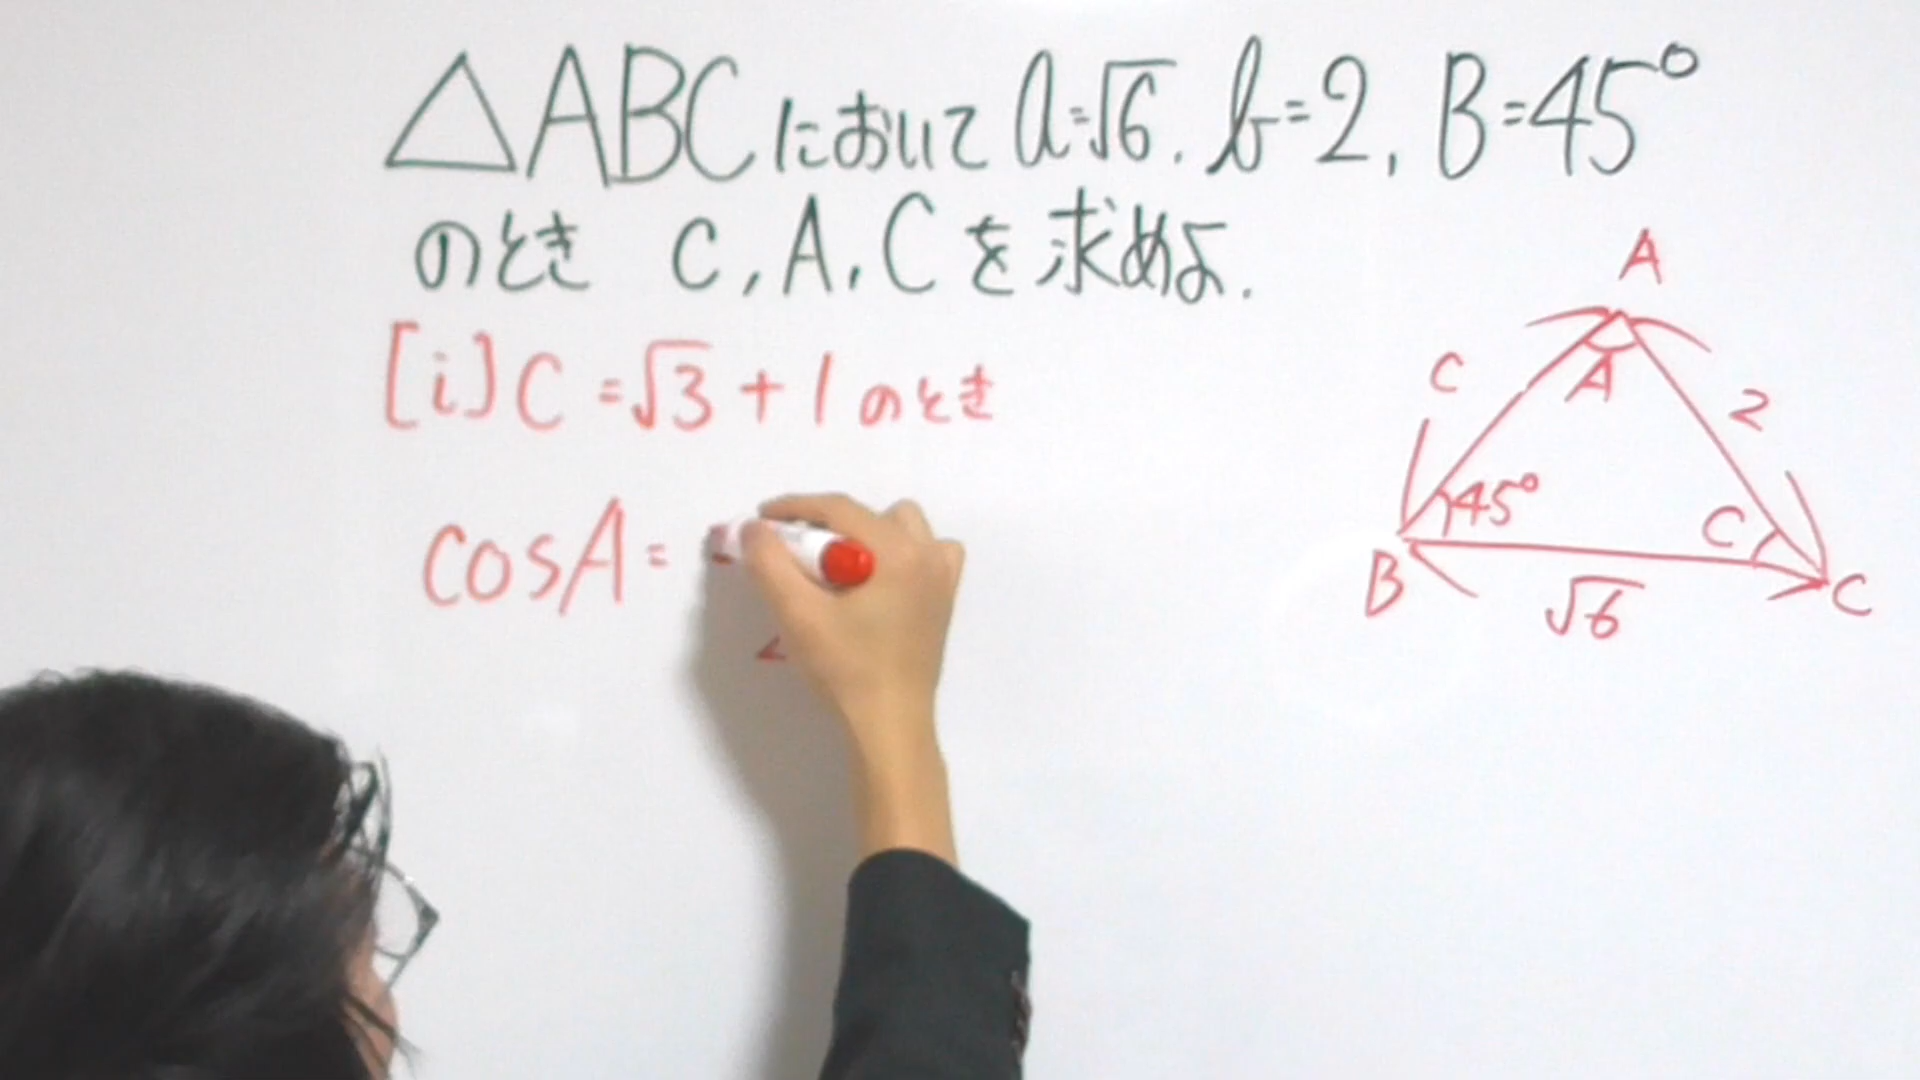 △ABCにおいて a=√6. b=2, B=45°
のとき c, A, Cを求めよ.
[i] C=√3+1のとき
cosA=
A
C
A
2
45°
C
B
√6
C